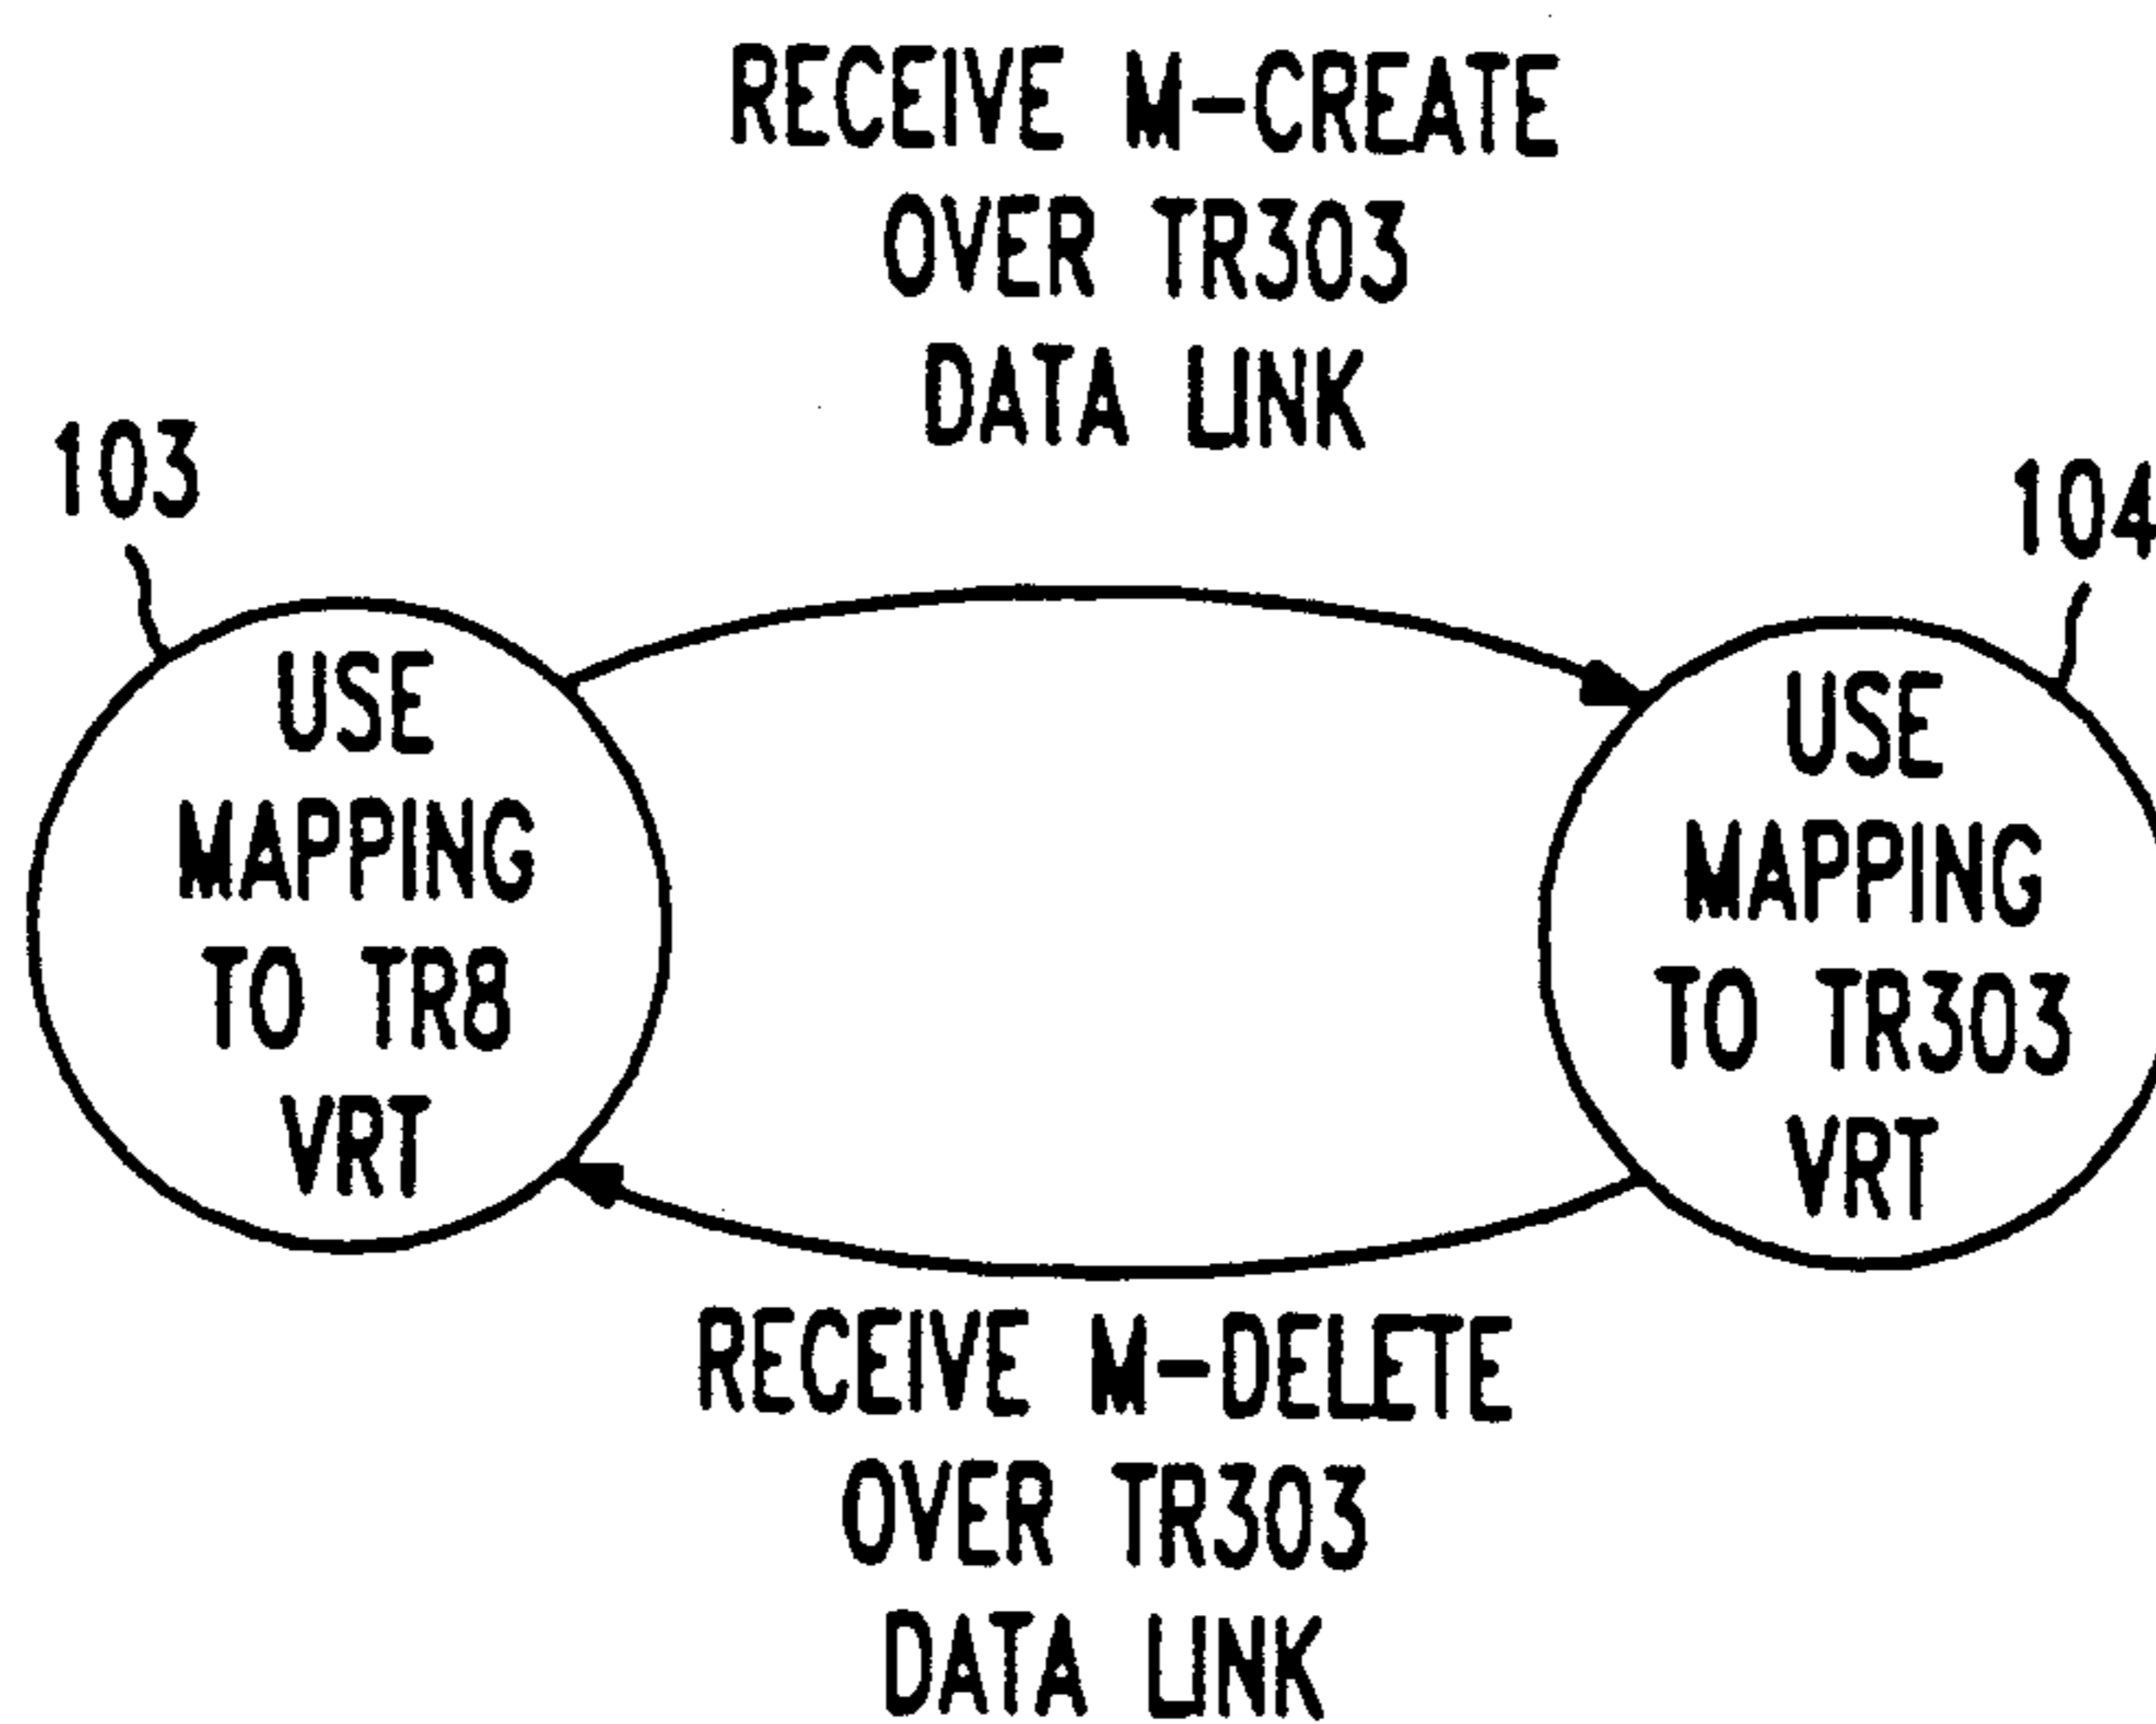 RECEIVE M-CREATE
OVER TR303
DATA LINK
103
104
USE
MAPPING
TO TR8
VRT
USE
MAPPING
TO TR303
VRT
RECEIVE M-DELETE
OVER TR303
DATA LINK